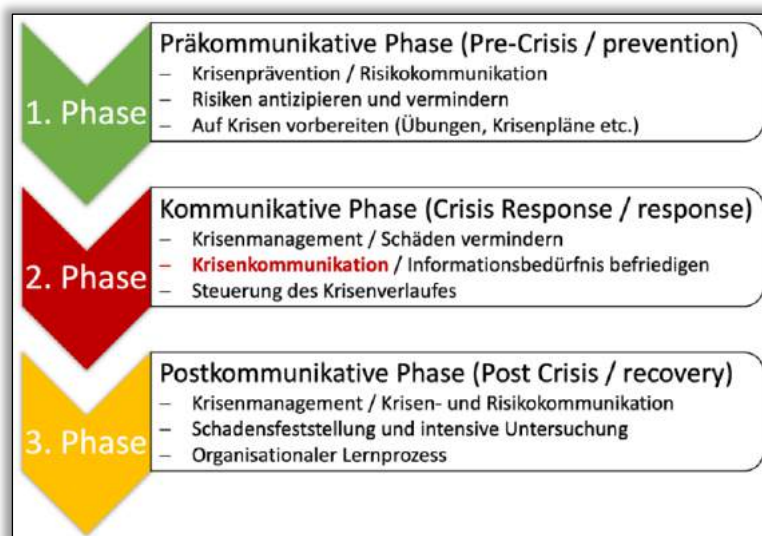 1. Phase
Präkommunikative Phase (Pre-Crisis / prevention)
– Krisenprävention / Risikokommunikation
– Risiken antizipieren und vermindern
– Auf Krisen vorbereiten (Übungen, Krisenpläne etc.)
2. Phase
Kommunikative Phase (Crisis Response / response)
– Krisenmanagement / Schäden vermindern
– Krisenkommunikation / Informationsbedürfnis befriedigen
– Steuerung des Krisenverlaufes
3. Phase
Postkommunikative Phase (Post Crisis / recovery)
– Krisenmanagement / Krisen- und Risikokommunikation
– Schadensfeststellung und intensive Untersuchung
– Organisationaler Lernprozess